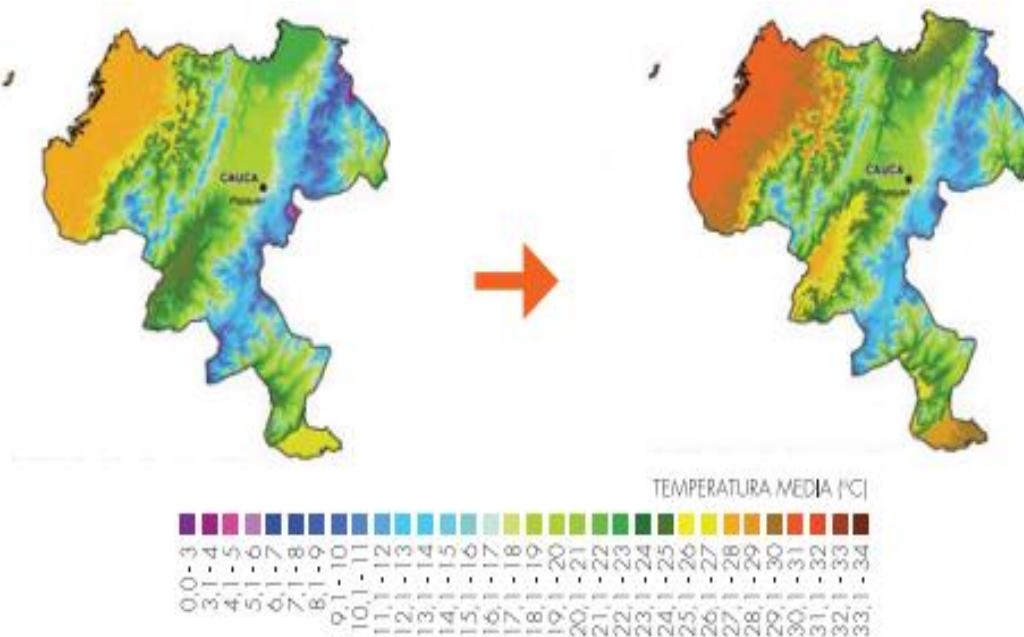 CAUCA
Popayán
CAUCA
Popayán
TEMPERATURA MEDIA (°C)
0,0 - 3
3,1 - 4
4,1 - 5
5,1 - 6
6,1 - 7
7,1 - 8
8,1 - 9
9,1 - 10
10,1 - 11
11,1 - 12
12,1 - 13
13,1 - 14
14,1 - 15
15,1 - 16
16,1 - 17
17,1 - 18
18,1 - 19
19,1 - 20
20,1 - 21
21,1 - 22
22,1 - 23
23,1 - 24
24,1 - 25
25,1 - 26
26,1 - 27
27,1 - 28
28,1 - 29
29,1 - 30
30,1 - 31
31,1 - 32
32,1 - 33
33,1 - 34